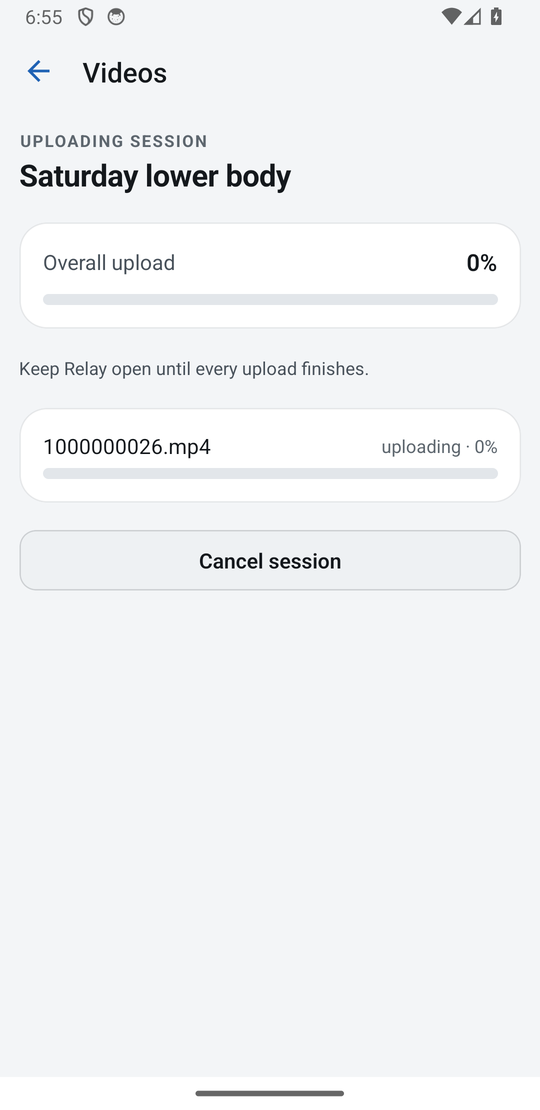 6:55
Videos
UPLOADING SESSION
Saturday lower body
Overall upload 0%
Keep Relay open until every upload finishes.
1000000026.mp4 uploading · 0%
Cancel session